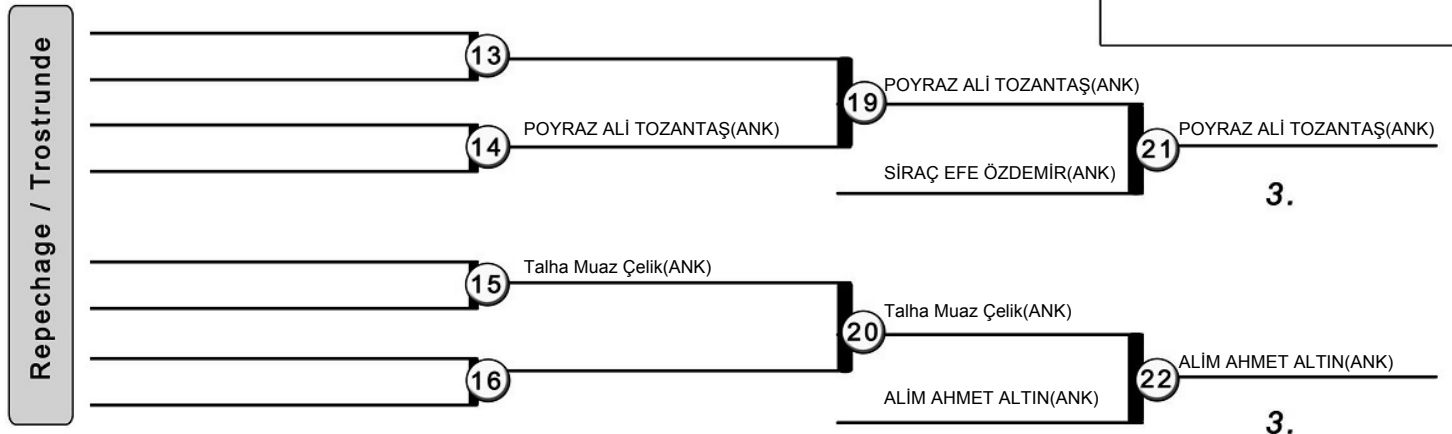 Repechage / Trostrunde
13
14
POYRAZ ALİ TOZANTAŞ(ANK)
19
POYRAZ ALİ TOZANTAŞ(ANK)
SİRAÇ EFE ÖZDEMİR(ANK)
21
POYRAZ ALİ TOZANTAŞ(ANK)
3.
15
Talha Muaz Çelik(ANK)
16
20
Talha Muaz Çelik(ANK)
ALİM AHMET ALTIN(ANK)
22
ALİM AHMET ALTIN(ANK)
3.